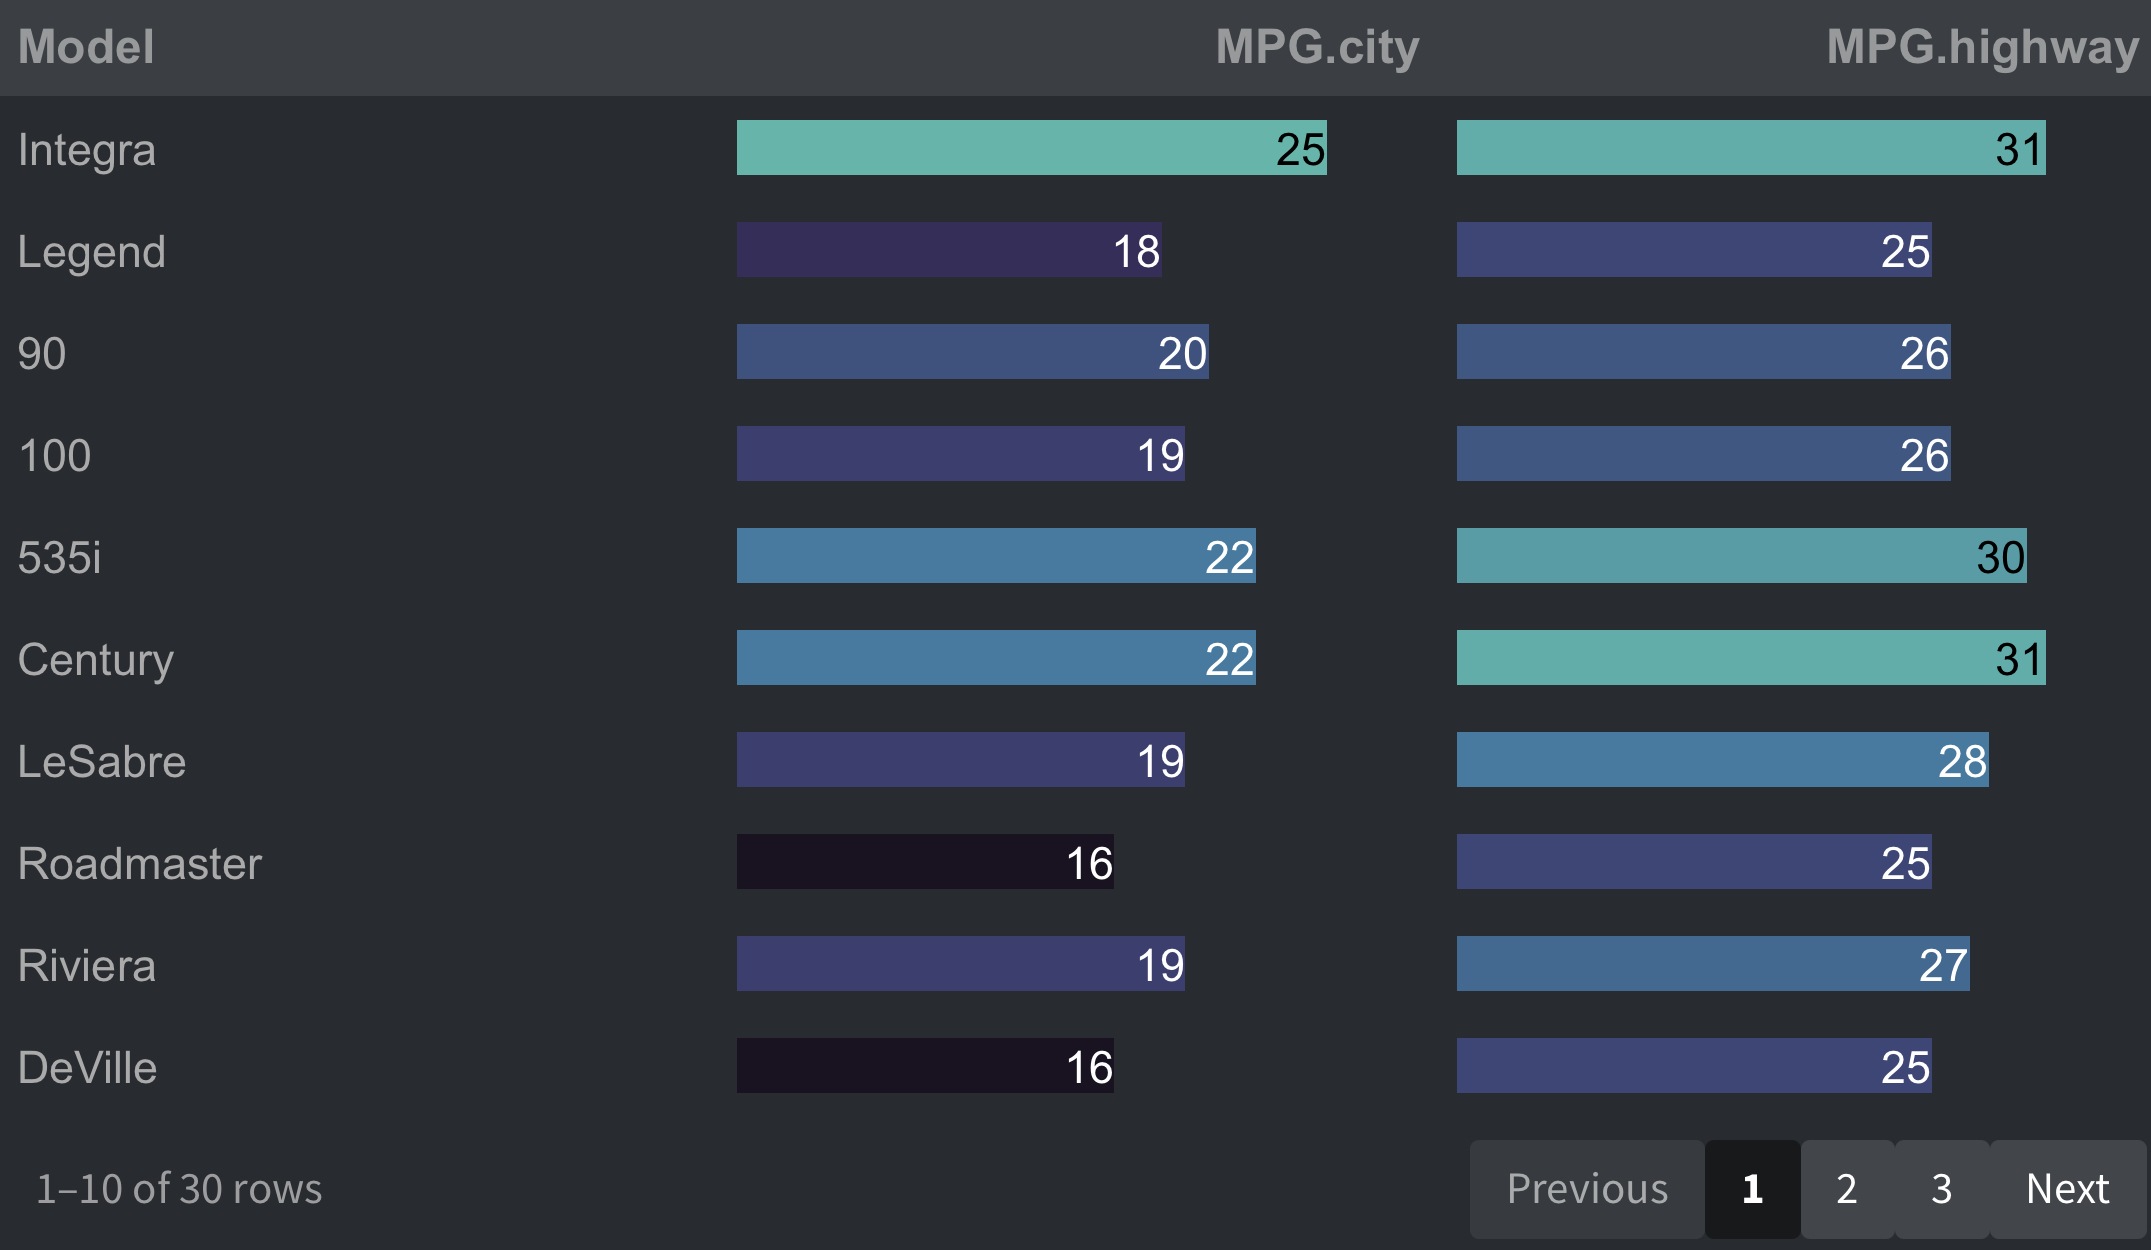 Model MPG.city MPG.highway
Integra 25 31
Legend 18 25
90 20 26
100 19 26
535i 22 30
Century 22 31
LeSabre 19 28
Roadmaster 16 25
Riviera 19 27
DeVille 16 25
1–10 of 30 rows Previous 1 2 3 Next